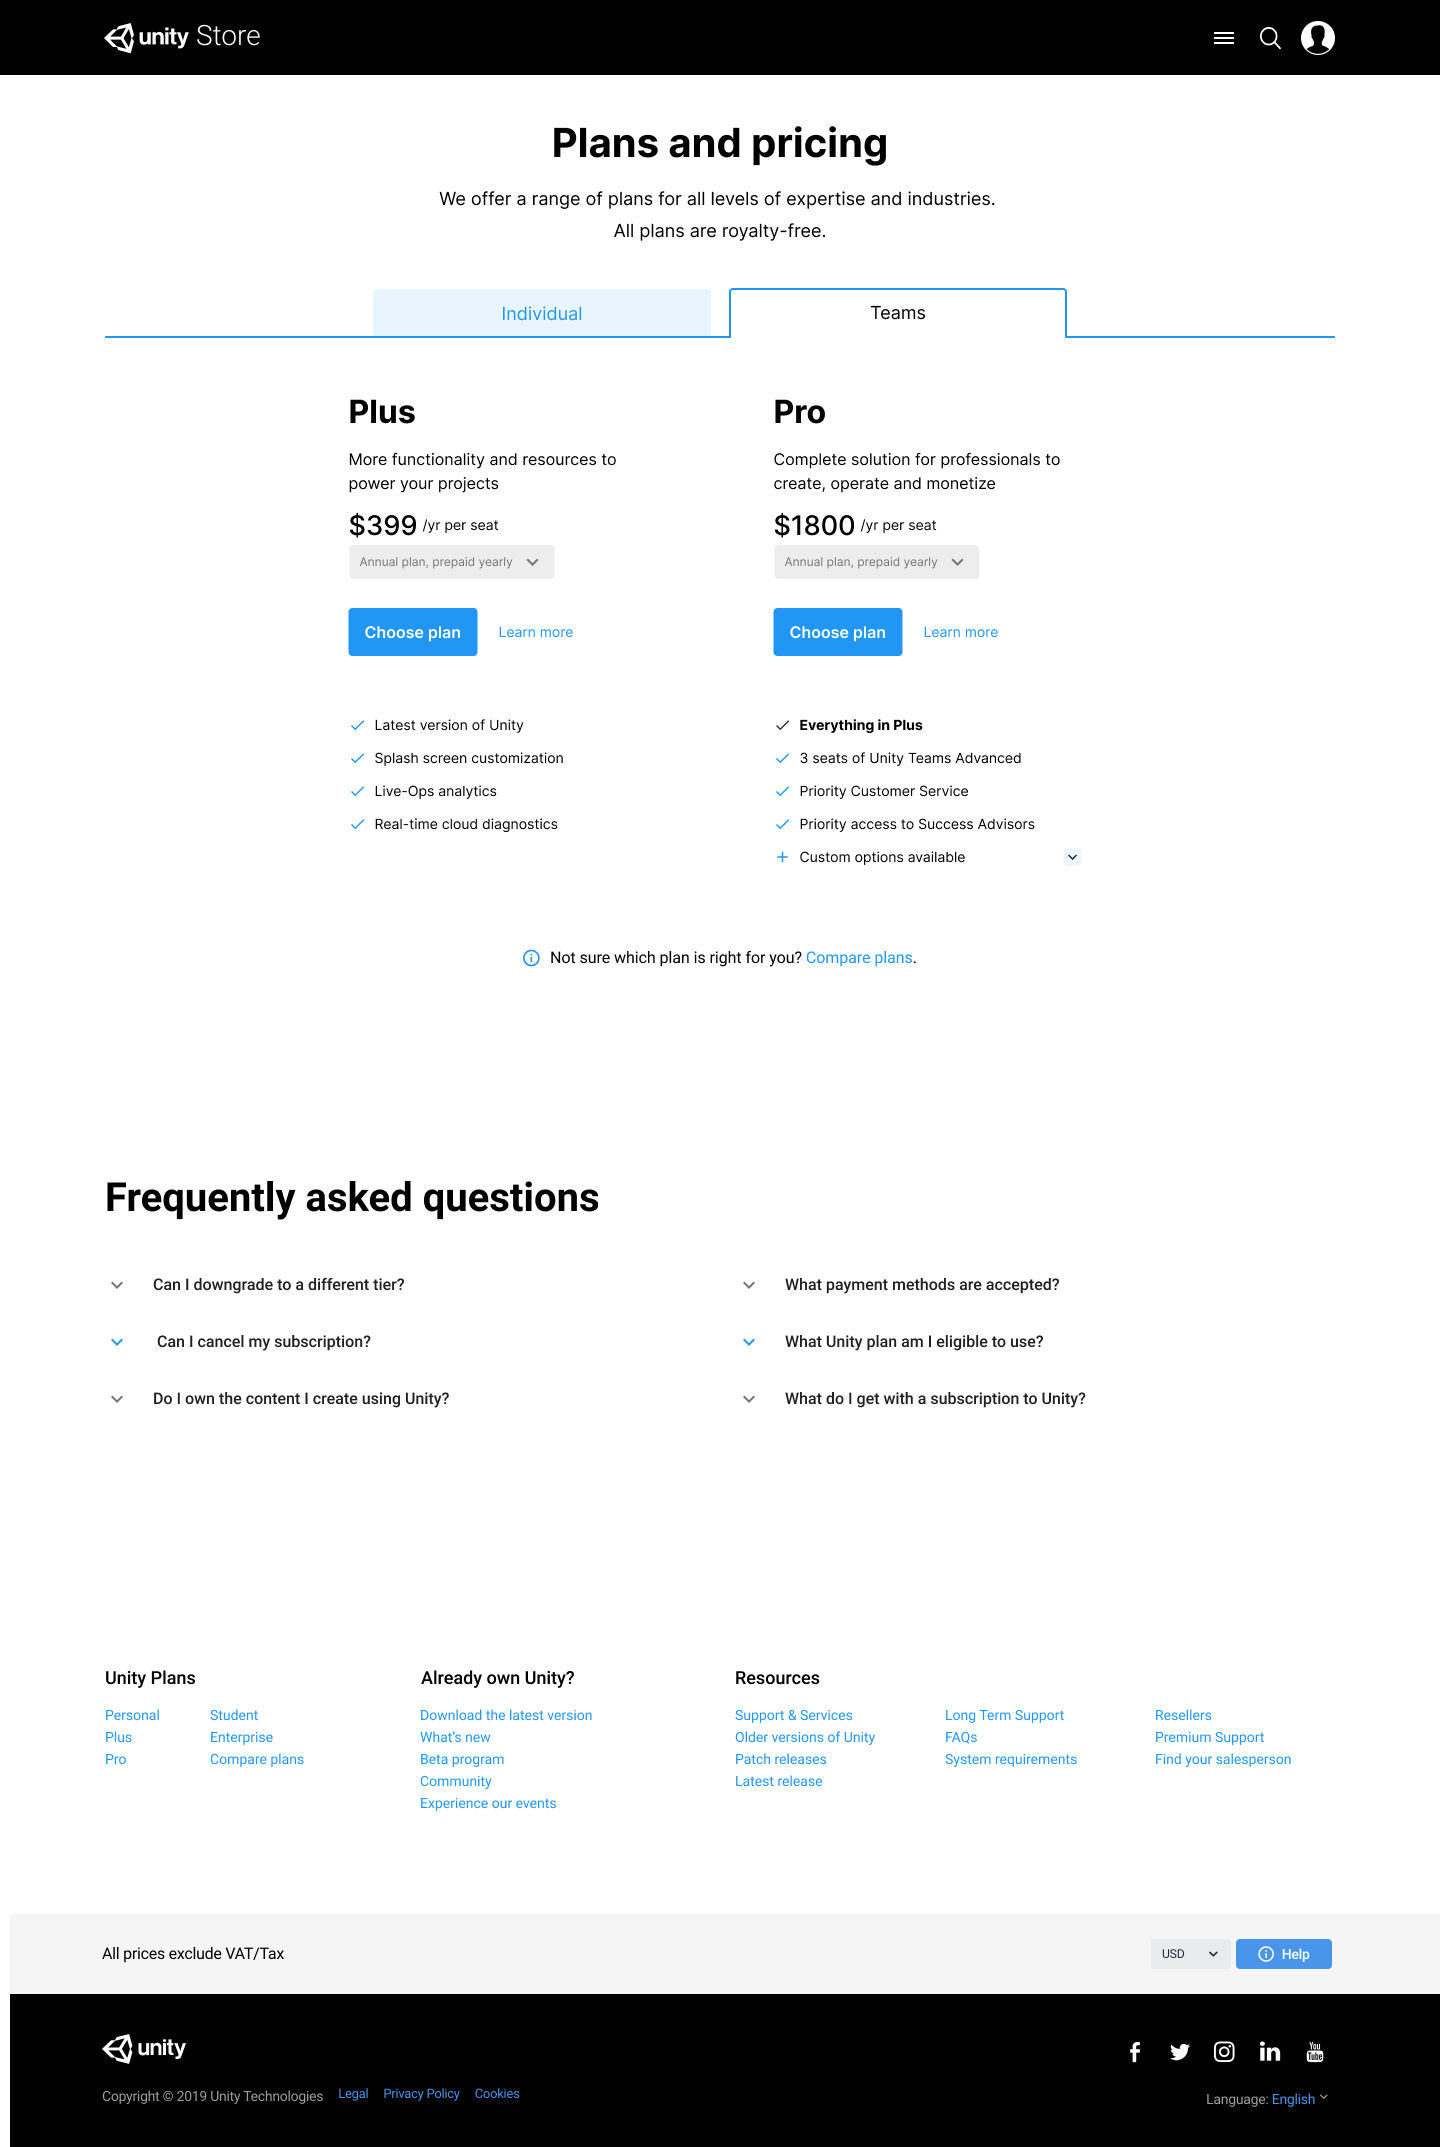 unity Store
Plans and pricing
We offer a range of plans for all levels of expertise and industries.
All plans are royalty-free.
Individual
Teams
Plus
More functionality and resources to
power your projects
$399 /yr per seat
Annual plan, prepaid yearly
Choose plan
Learn more
Latest version of Unity
Splash screen customization
Live-Ops analytics
Real-time cloud diagnostics
Pro
Complete solution for professionals to
create, operate and monetize
$1800 /yr per seat
Annual plan, prepaid yearly
Choose plan
Learn more
Everything in Plus
3 seats of Unity Teams Advanced
Priority Customer Service
Priority access to Success Advisors
Custom options available
Not sure which plan is right for you? Compare plans.
Frequently asked questions
Can I downgrade to a different tier?
Can I cancel my subscription?
Do I own the content I create using Unity?
What payment methods are accepted?
What Unity plan am I eligible to use?
What do I get with a subscription to Unity?
Unity Plans
Personal
Plus
Pro
Student
Enterprise
Compare plans
Already own Unity?
Download the latest version
What’s new
Beta program
Community
Experience our events
Resources
Support & Services
Older versions of Unity
Patch releases
Latest release
Long Term Support
FAQs
System requirements
Resellers
Premium Support
Find your salesperson
All prices exclude VAT/Tax
USD
Help
unity
You
Tube
Copyright © 2019 Unity Technologies
Legal
Privacy Policy
Cookies
Language: English